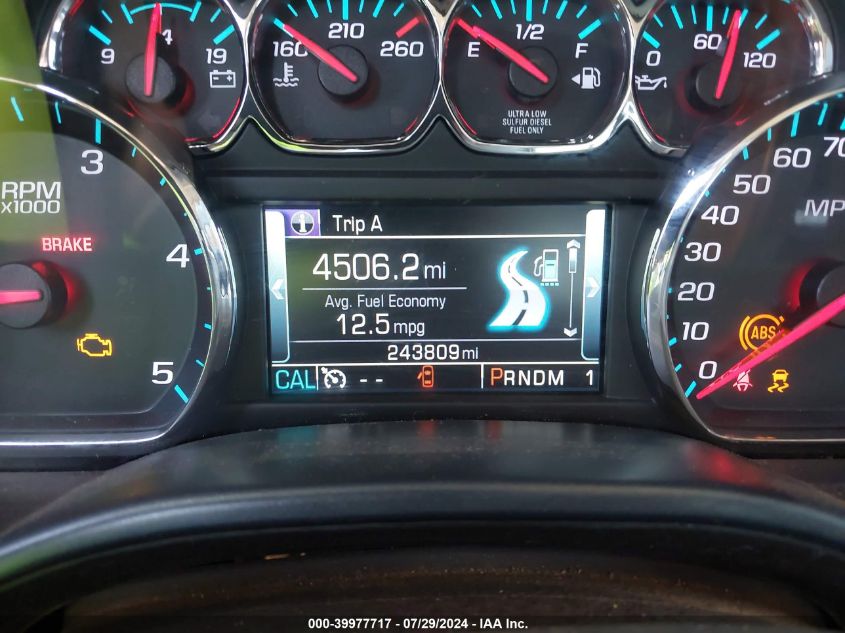 9 14 19
160 210 260
E 1/2 F
ULTRA LOW
SULFUR DIESEL
FUEL ONLY
0 60 120
RPM
x1000
3
4
5
BRAKE
Trip A
4506.2 mi
Avg. Fuel Economy
12.5 mpg
243809 mi
CAL -- PRNDM 1
70
60
50
40
30
20
10
0
ABS
000-39977717 - 07/29/2024 - IAA Inc.